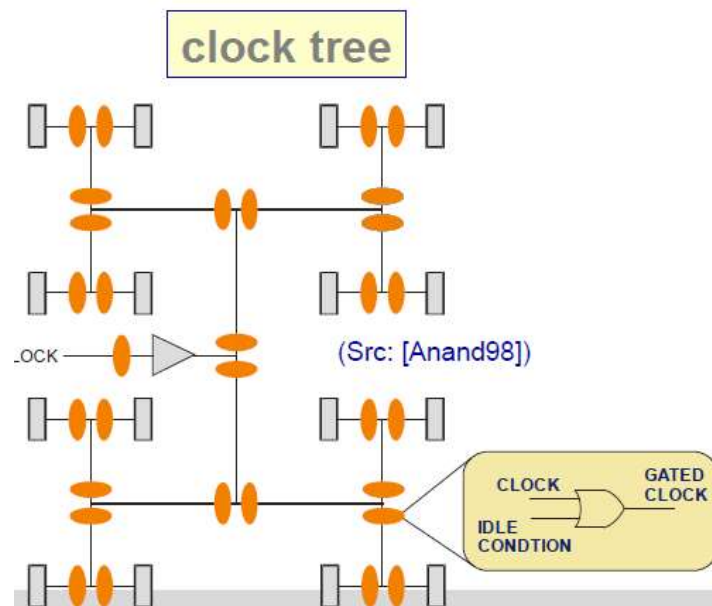 clock tree
LOCK
(Src: [Anand98])
CLOCK
GATED
CLOCK
IDLE
CONDTION